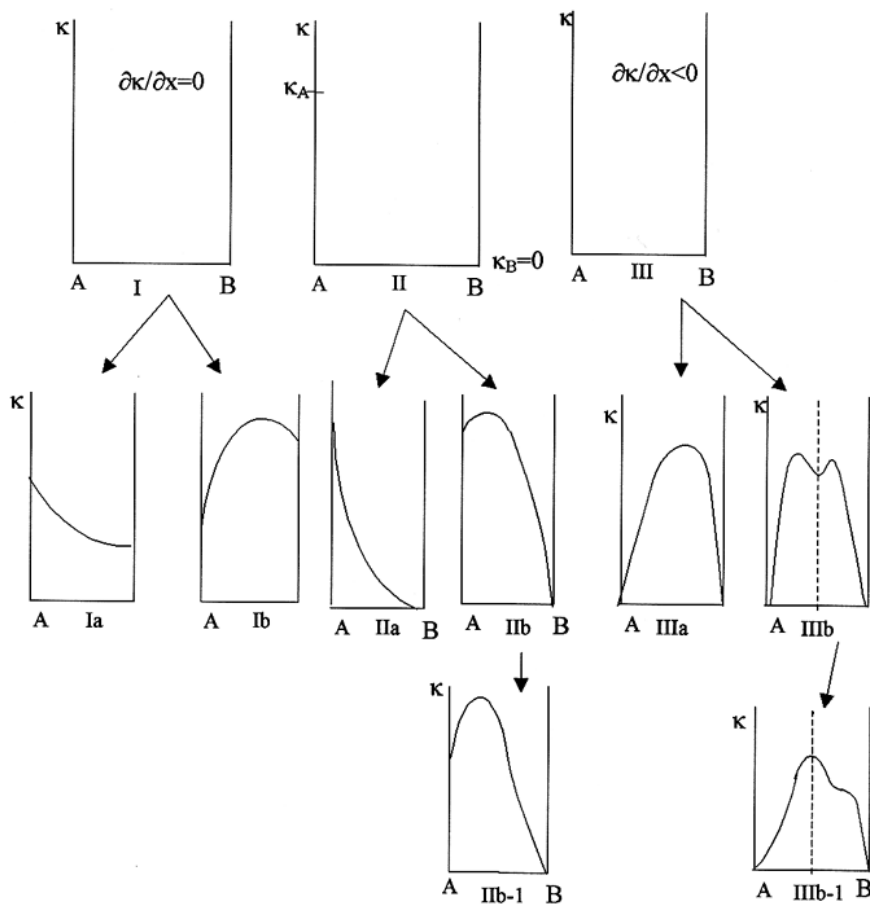 κ κ κ
∂κ/∂x=0 ∂κ/∂x<0
κA
κB=0
A I B A II B A III B
κ κ κ
A Ia A Ib A IIa B A IIb B A IIIa A IIIb
κ κ
A IIb-1 B A IIIb-1 B